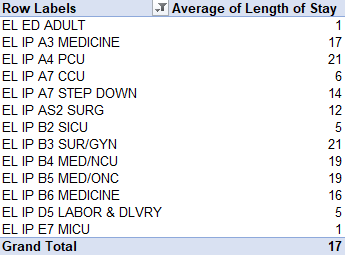 Row Labels Average of Length of Stay
EL ED ADULT 1
EL IP A3 MEDICINE 17
EL IP A4 PCU 21
EL IP A7 CCU 6
EL IP A7 STEP DOWN 14
EL IP AS2 SURG 12
EL IP B2 SICU 5
EL IP B3 SUR/GYN 21
EL IP B4 MED/NCU 19
EL IP B5 MED/ONC 19
EL IP B6 MEDICINE 16
EL IP D5 LABOR & DLVRY 5
EL IP E7 MICU 1
Grand Total 17